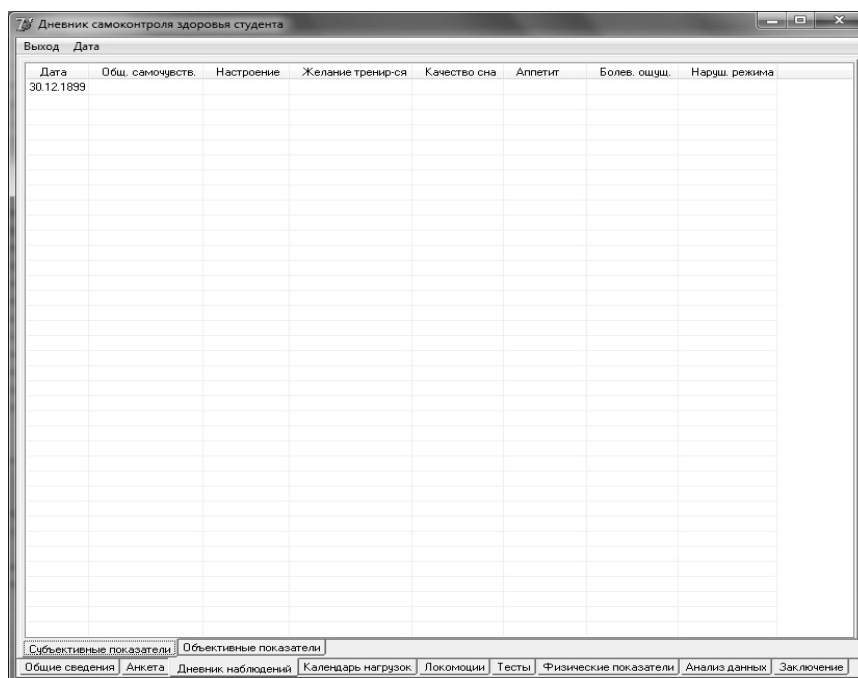 Дневник самоконтроля здоровья студента
Выход Дата
Дата Общ. самочувств. Настроение Желание тренир-ся Качество сна Аппетит Болев. ощущ. Наруш. режима
30.12.1899
Субъективные показатели Объективные показатели
Общие сведения Анкета Дневник наблюдений Календарь нагрузок Локомоции Тесты Физические показатели Анализ данных Заключение